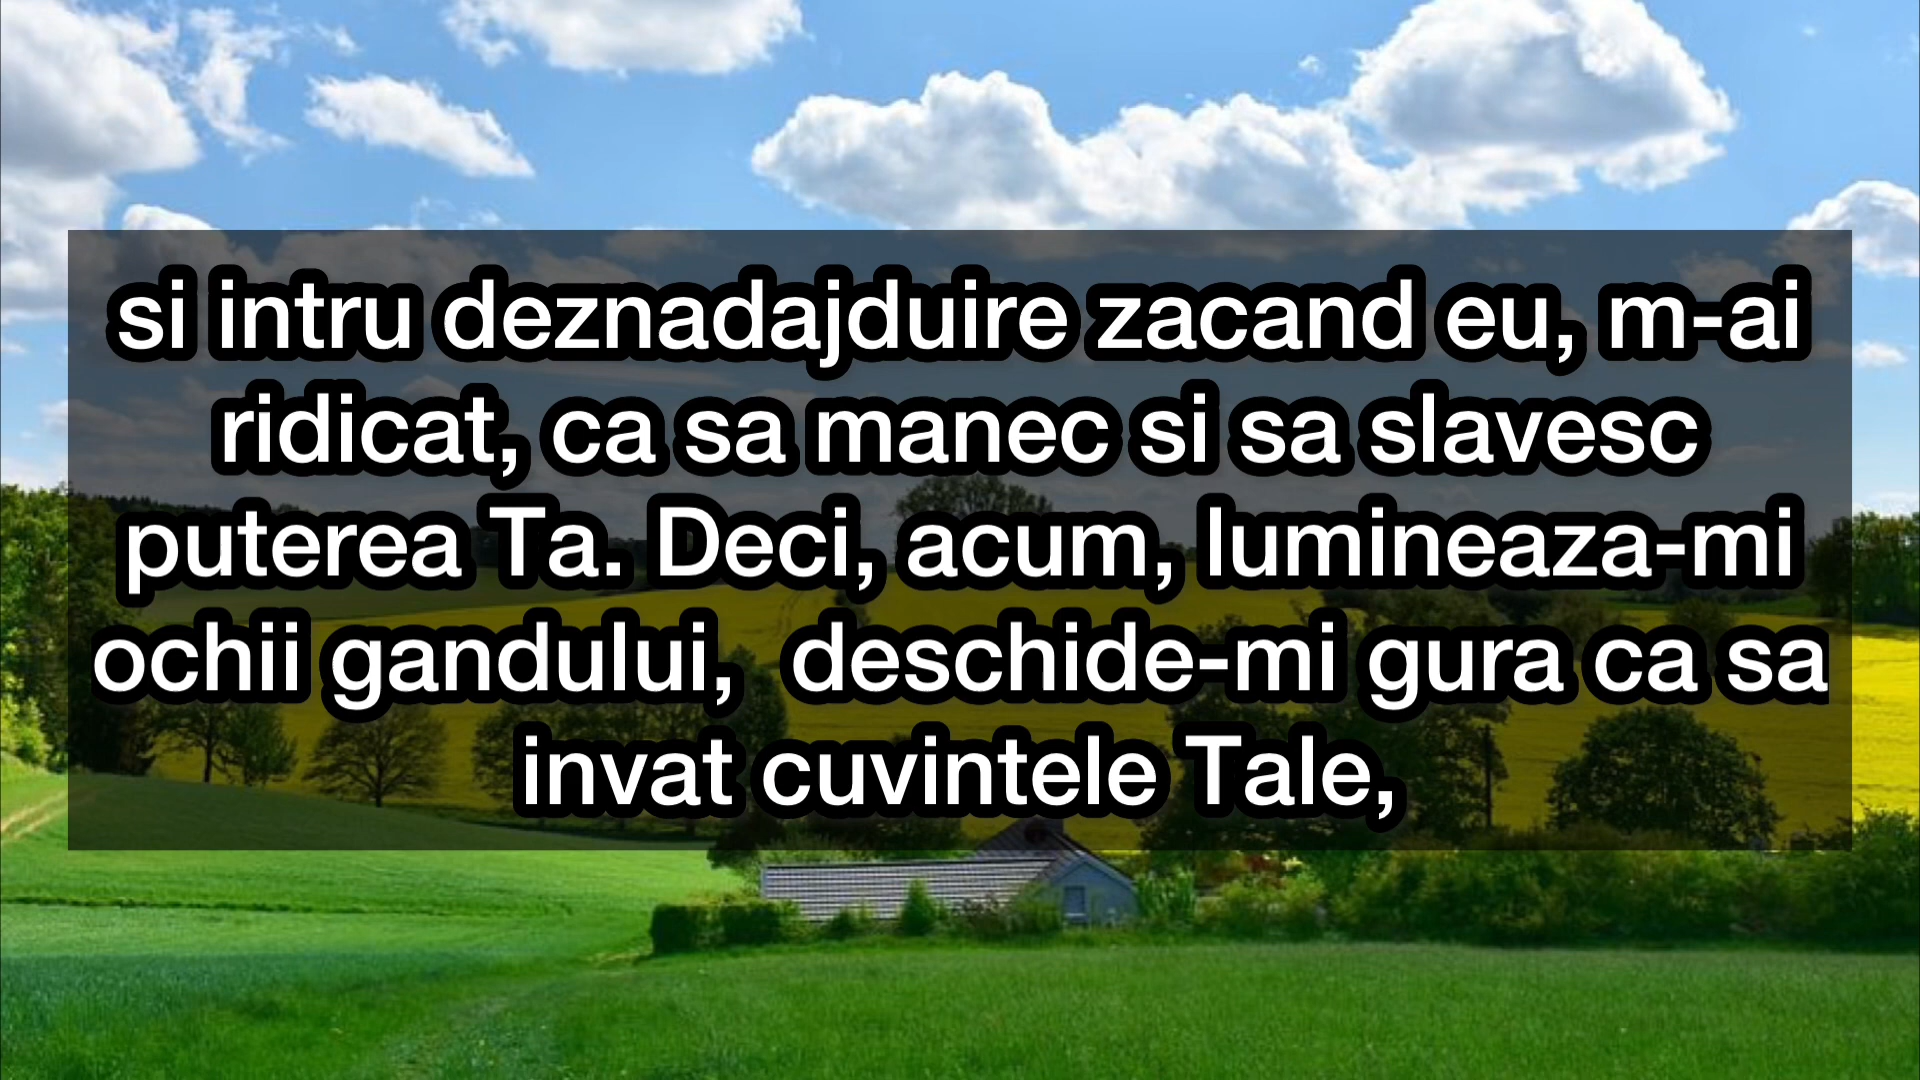 si intru deznadajduire zacand eu, m-ai
ridicat, ca sa manec si sa slavesc
puterea Ta. Deci, acum, lumineaza-mi
ochii gandului,  deschide-mi gura ca sa
invat cuvintele Tale,